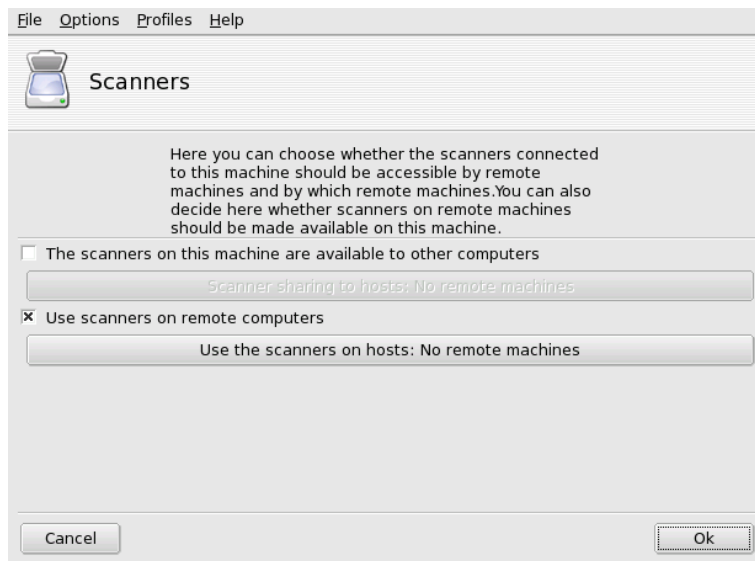 File Options Profiles Help
Scanners
Here you can choose whether the scanners connected
to this machine should be accessible by remote
machines and by which remote machines.You can also
decide here whether scanners on remote machines
should be made available on this machine.
The scanners on this machine are available to other computers
Scanner sharing to hosts: No remote machines
Use scanners on remote computers
Use the scanners on hosts: No remote machines
Cancel Ok